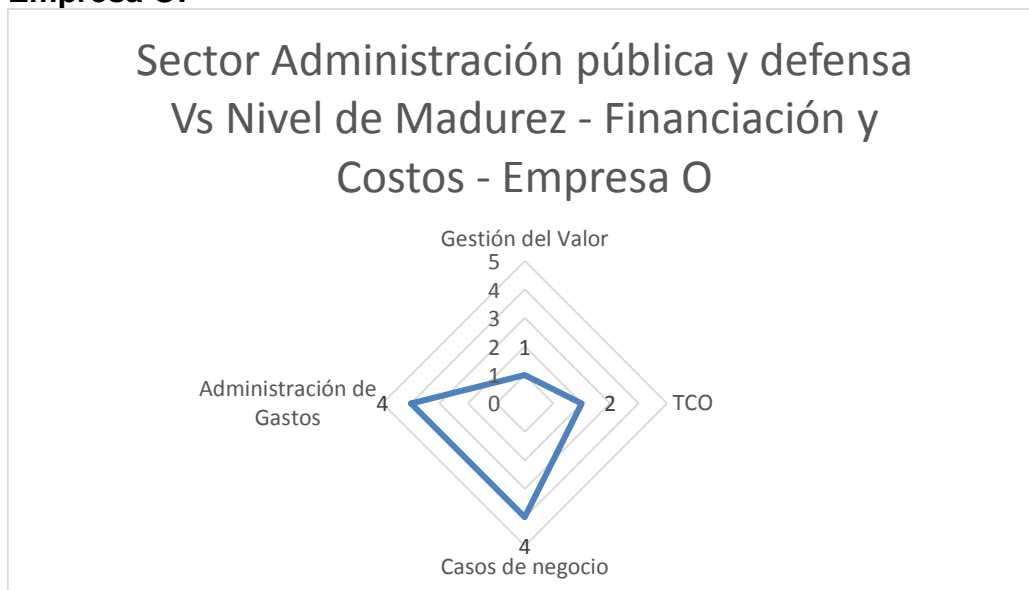 Empresa O:
Sector Administración pública y defensa
Vs Nivel de Madurez - Financiación y
Costos - Empresa O
Gestión del Valor
5
4
3
2 1
1
0
Administración de
Gastos
4
2
TCO
4
Casos de negocio